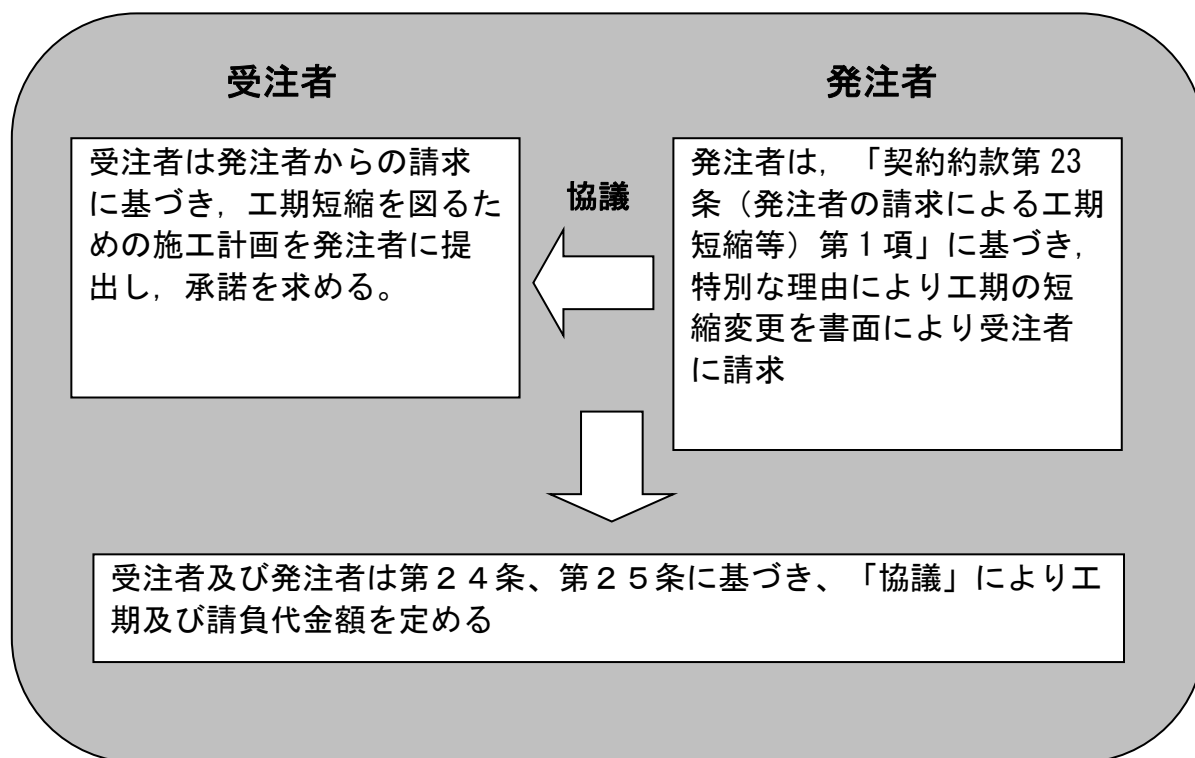 受注者
発注者
受注者は発注者からの請求
に基づき，工期短縮を図るた
めの施工計画を発注者に提
出し，承諾を求める。
協議
発注者は，「契約約款第 23
条（発注者の請求による工期
短縮等）第 1 項」に基づき，
特別な理由により工期の短
縮変更を書面により受注者
に請求
受注者及び発注者は第２４条、第２５条に基づき、「協議」により工
期及び請負代金額を定める